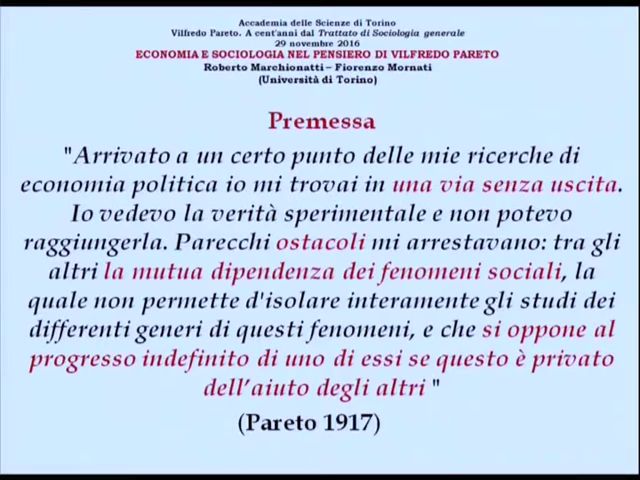 Accademia delle Scienze di Torino
Vilfredo Pareto. A cent'anni dal Trattato di Sociologia generale
29 novembre 2016
ECONOMIA E SOCIOLOGIA NEL PENSIERO DI VILFREDO PARETO
Roberto Marchionatti – Fiorenzo Mornati
(Università di Torino)
Premessa
"Arrivato a un certo punto delle mie ricerche di
economia politica io mi trovai in una via senza uscita.
Io vedevo la verità sperimentale e non potevo
raggiungerla. Parecchi ostacoli mi arrestavano: tra gli
altri la mutua dipendenza dei fenomeni sociali, la
quale non permette d'isolare interamente gli studi dei
differenti generi di questi fenomeni, e che si oppone al
progresso indefinito di uno di essi se questo è privato
dell’aiuto degli altri "
(Pareto 1917)